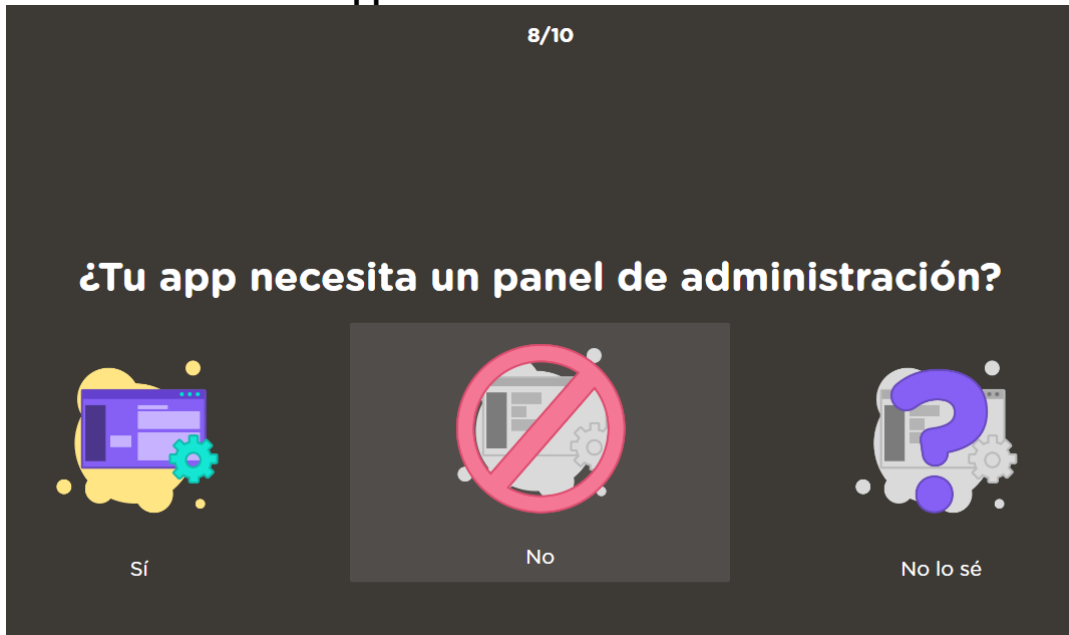 8/10
¿Tu app necesita un panel de administración?
Sí
No
No lo sé